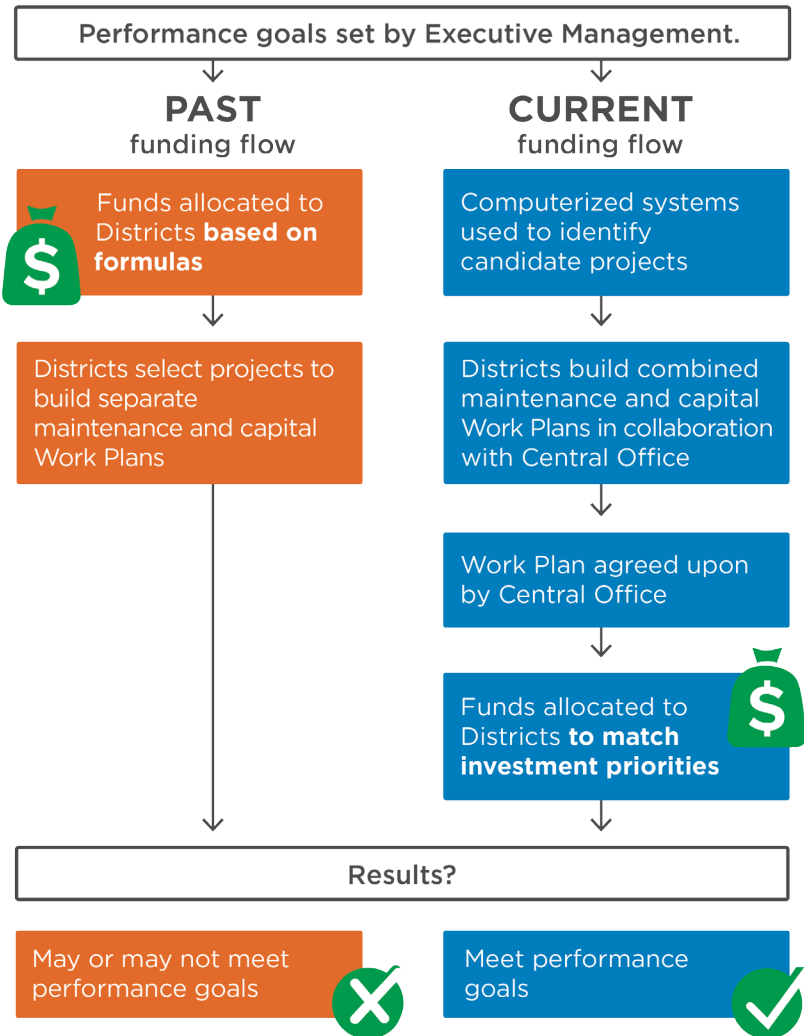 Performance goals set by Executive Management.
PAST
funding flow
Funds allocated to
Districts based on
formulas
$
Districts select projects to
build separate
maintenance and capital
Work Plans
CURRENT
funding flow
Computerized systems
used to identify
candidate projects
Districts build combined
maintenance and capital
Work Plans in collaboration
with Central Office
Work Plan agreed upon
by Central Office
Funds allocated to
Districts to match
investment priorities
$
Results?
May or may not meet
performance goals
Meet performance
goals